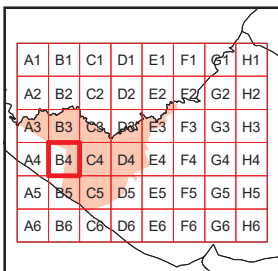 A1 B1 C1 D1 E1 F1 G1 H1
A2 B2 C2 D2 E2 F2 G2 H2
A3 B3 C3 D3 E3 F3 G3 H3
A4 B4 C4 D4 E4 F4 G4 H4
A5 B5 C5 D5 E5 F5 G5 H5
A6 B6 C6 D6 E6 F6 G6 H6